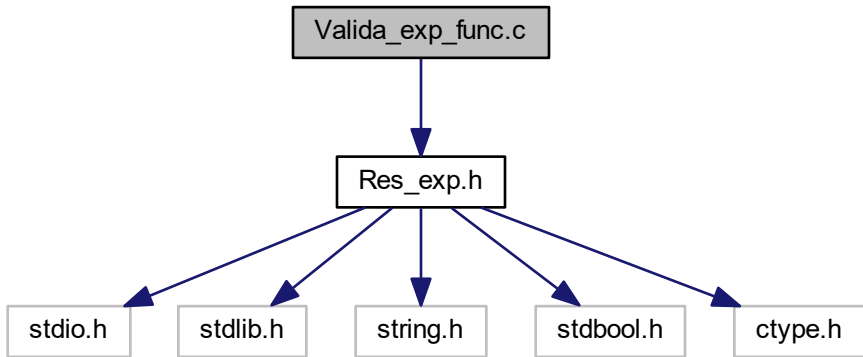 Valida_exp_func.c
Res_exp.h
stdio.h
stdlib.h
string.h
stdbool.h
ctype.h